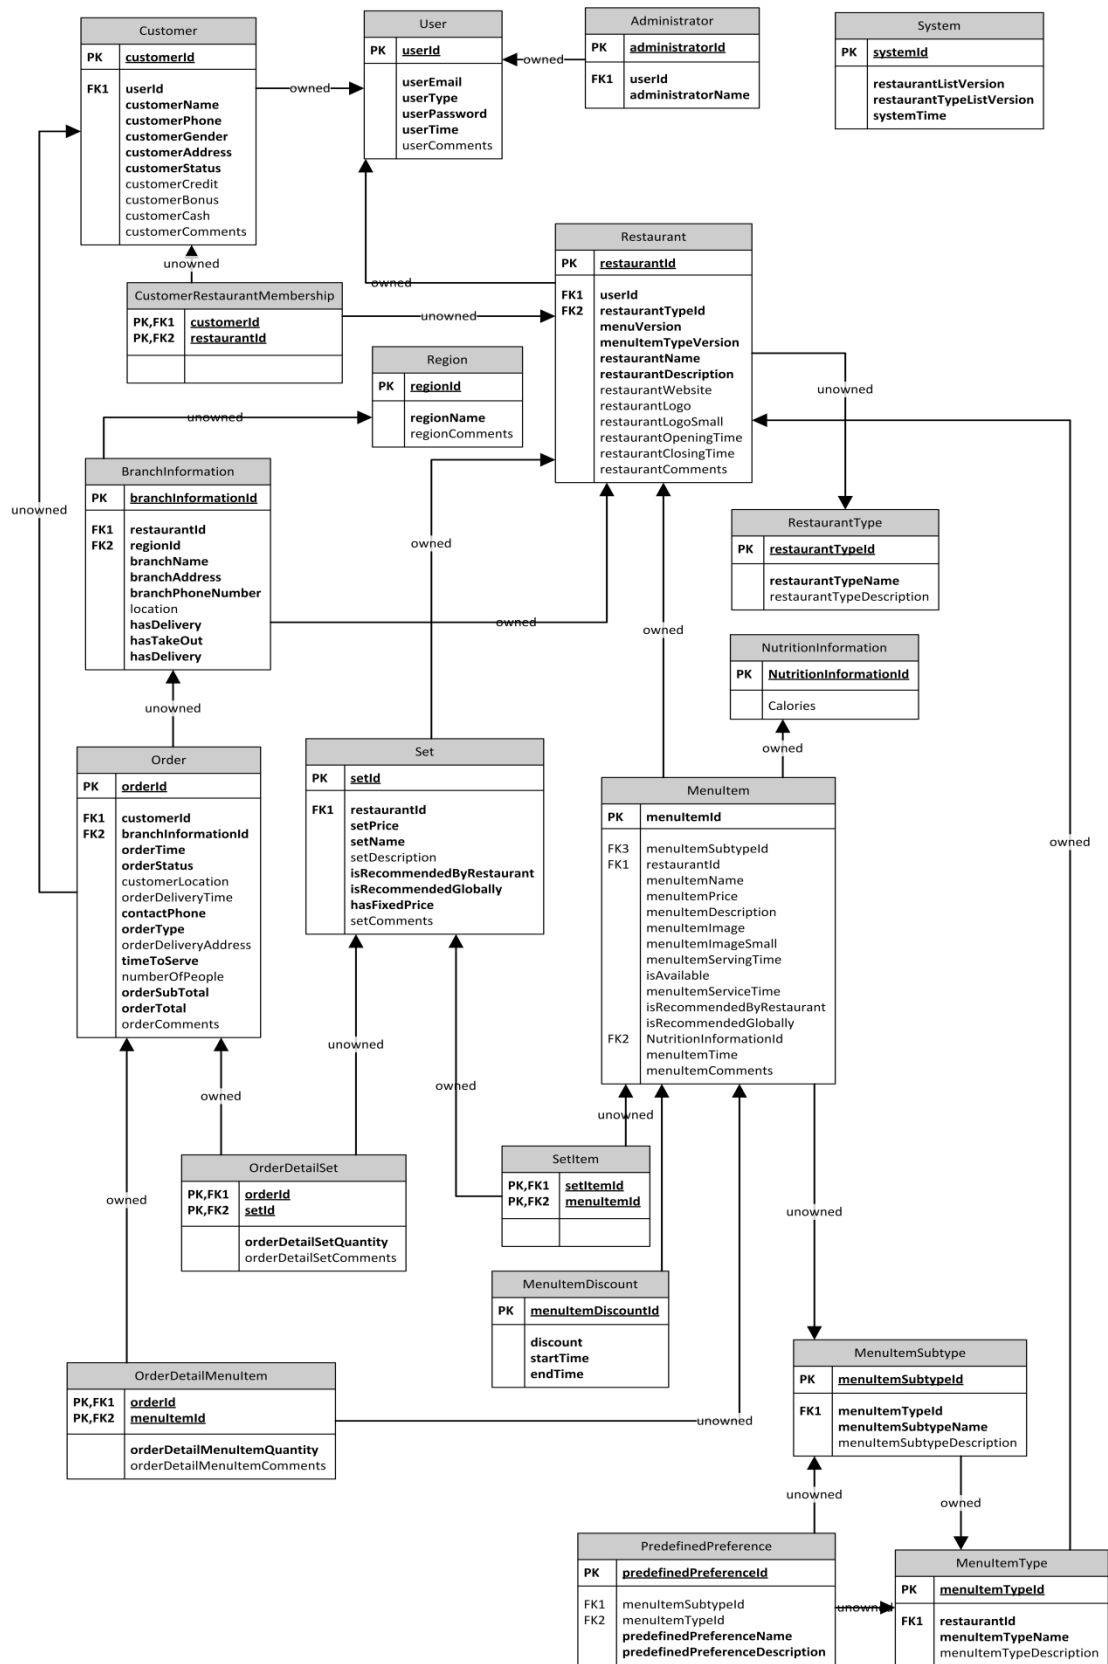 Customer
PK customerId
FK1 userId
customerName
customerPhone
customerGender
customerAddress
customerStatus
customerCredit
customerBonus
customerCash
customerComments
owned
User
PK userId
userEmail
userType
userPassword
userTime
userComments
owned
Administrator
PK administratorId
FK1 userId
administratorName
System
PK systemId
restaurantListVersion
restaurantTypeListVersion
systemTime
unowned
CustomerRestaurantMembership
PK,FK1 customerId
PK,FK2 restaurantId
unowned
owned
Restaurant
PK restaurantId
FK1 userId
FK2 restaurantTypeId
menuVersion
menuItemTypeVersion
restaurantName
restaurantDescription
restaurantWebsite
restaurantLogo
restaurantLogoSmall
restaurantOpeningTime
restaurantClosingTime
restaurantComments
unowned
Region
PK regionId
regionName
regionComments
unowned
BranchInformation
PK branchInformationId
FK1 restaurantId
FK2 regionId
branchName
branchAddress
branchPhoneNumber
location
hasDelivery
hasTakeOut
hasDelivery
unowned
owned
owned
owned
RestaurantType
PK restaurantTypeId
restaurantTypeName
restaurantTypeDescription
NutritionInformation
PK NutritionInformationId
Calories
owned
unowned
Order
PK orderId
FK1 customerId
FK2 branchInformationId
orderTime
orderStatus
customerLocation
orderDeliveryTime
contactPhone
orderType
orderDeliveryAddress
timeToServe
numberOfPeople
orderSubTotal
orderTotal
orderComments
Set
PK setId
FK1 restaurantId
setPrice
setName
setDescription
isRecommendedByRestaurant
isRecommendedGlobally
hasFixedPrice
setComments
MenuItem
PK menuItemId
FK3 menuItemSubtypeId
FK1 restaurantId
menuItemName
menuItemPrice
menuItemDescription
menuItemImage
menuItemImageSmall
menuItemServingTime
isAvailable
menuItemServiceTime
isRecommendedByRestaurant
isRecommendedGlobally
FK2 NutritionInformationId
menuItemTime
menuItemComments
owned
owned
unowned
owned
unowned
owned
OrderDetailSet
PK,FK1 orderId
PK,FK2 setId
orderDetailSetQuantity
orderDetailSetComments
SetItem
PK,FK1 setItemId
PK,FK2 menuItemId
unowned
MenuItemDiscount
PK menuItemDiscountId
discount
startTime
endTime
OrderDetailMenuItem
PK,FK1 orderId
PK,FK2 menuItemId
orderDetailMenuItemQuantity
orderDetailMenuItemComments
unowned
MenuItemSubtype
PK menuItemSubtypeId
FK1 menuItemTypeId
menuItemSubtypeName
menuItemSubtypeDescription
unowned
owned
PredefinedPreference
PK predefinedPreferenceId
FK1 menuItemSubtypeId
FK2 menuItemTypeId
predefinedPreferenceName
predefinedPreferenceDescription
unowned
MenuItemType
PK menuItemTypeId
FK1 restaurantId
menuItemTypeName
menuItemTypeDescription